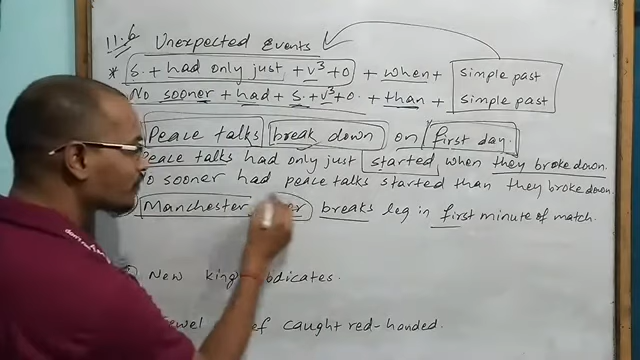 11.6 Unexpected Events
* S. + had only just + v³ + O + when + simple past
No sooner + had + S. + v³ + O. + than + simple past
Peace talks break down on first day.
Peace talks had only just started when they broke down.
No sooner had peace talks started than they broke down.
Manchester breaks leg in first minute of match.
New king abdicates.
caught red-handed.